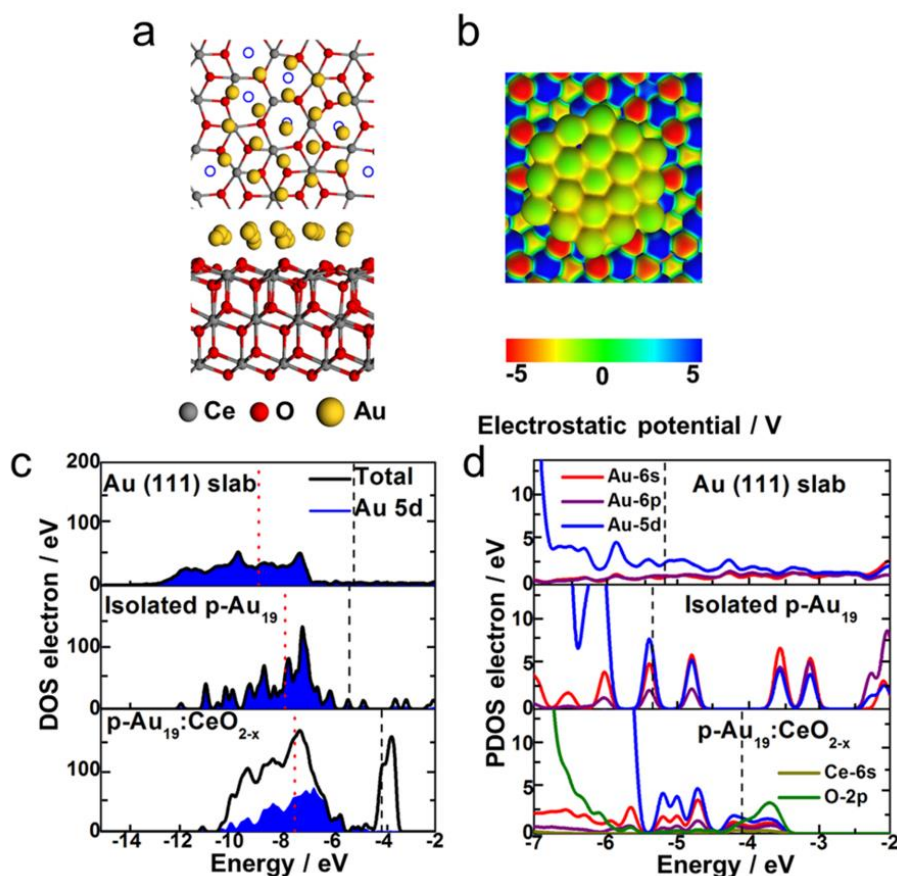 a
b
Ce O Au
-5 0 5
Electrostatic potential / V
c
d
DOS electron / eV
200
100
0
100
0
100
0
Au (111) slab
Total
Au 5d
Isolated p-Au₁₉
p-Au₁₉:CeO₂₋ₓ
-14 -12 -10 -8 -6 -4 -2
Energy / eV
PDOS electron / eV
10
5
0
10
5
0
10
5
0
Au-6s
Au-6p
Au-5d
Au (111) slab
Isolated p-Au₁₉
p-Au₁₉:CeO₂₋ₓ
Ce-6s
O-2p
-7 -6 -5 -4 -3 -2
Energy / eV